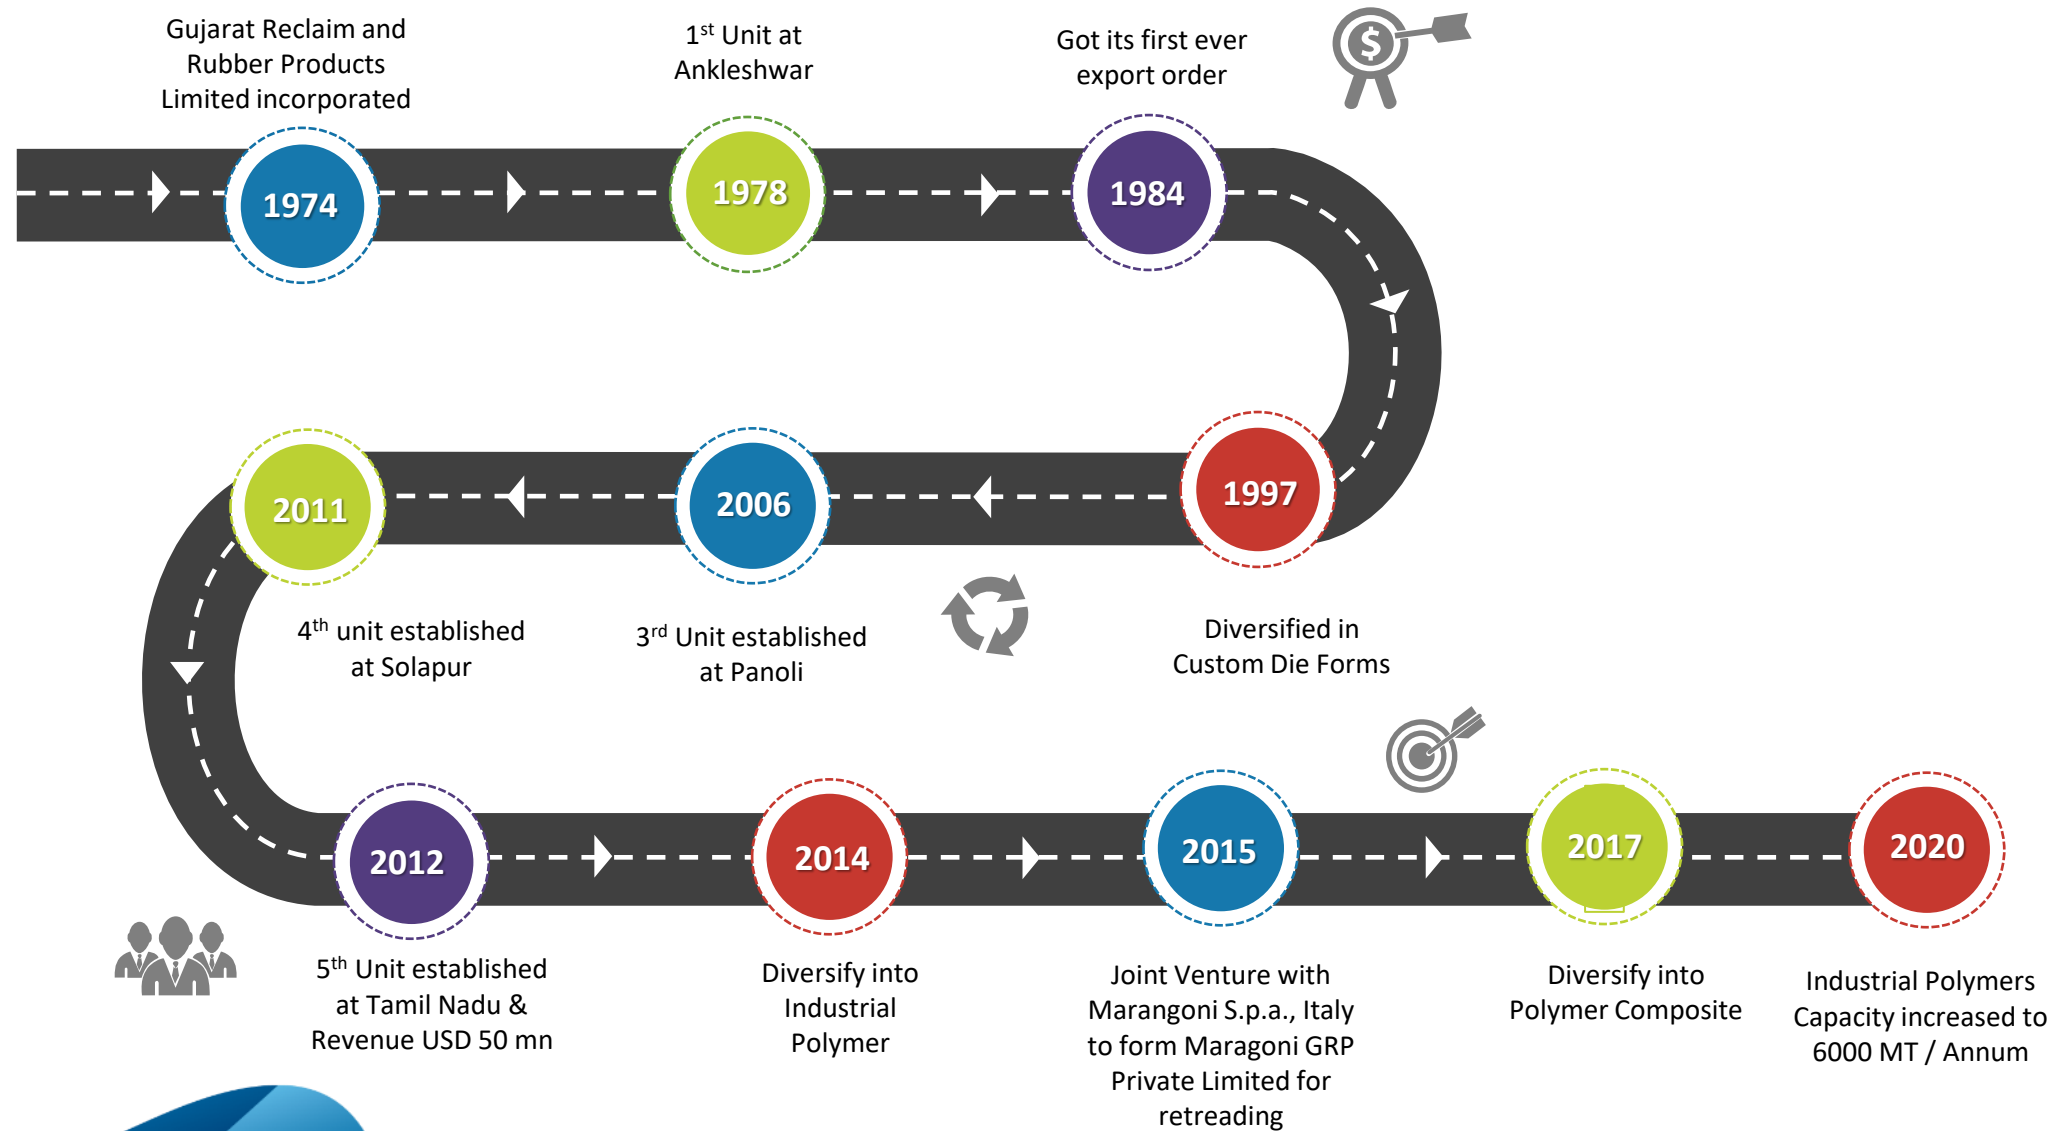 Gujarat Reclaim and
Rubber Products
Limited incorporated
1st Unit at
Ankleshwar
Got its first ever
export order
$
1974
1978
1984
2011
2006
1997
4th unit established
at Solapur
3rd Unit established
at Panoli
Diversified in
Custom Die Forms
2012
2014
2015
2017
2020
5th Unit established
at Tamil Nadu &
Revenue USD 50 mn
Diversify into
Industrial
Polymer
Joint Venture with
Marangoni S.p.a., Italy
to form Maragoni GRP
Private Limited for
retreading
Diversify into
Polymer Composite
Industrial Polymers
Capacity increased to
6000 MT / Annum